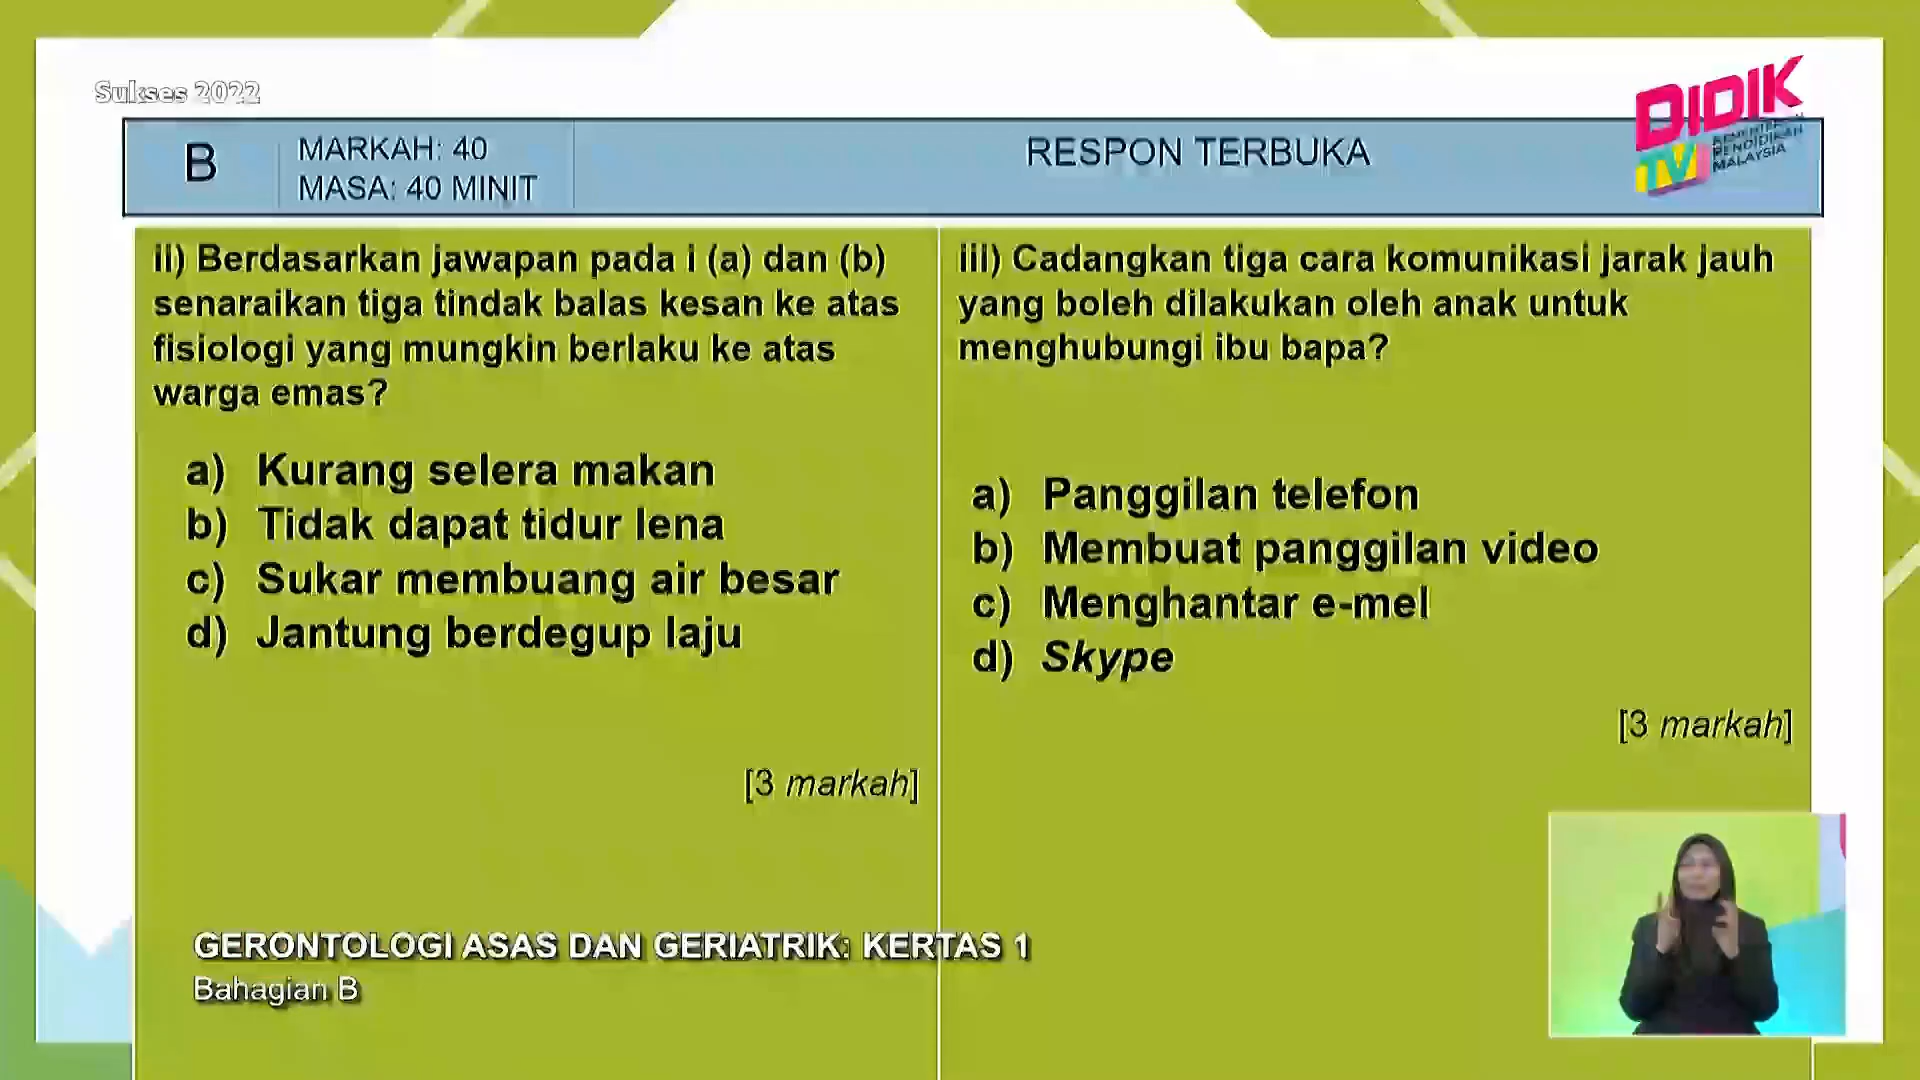 Sukses 2022
DIDIK
TV
KEMENTERIAN
PENDIDIKAN
MALAYSIA
B
MARKAH: 40
MASA: 40 MINIT
RESPON TERBUKA
ii) Berdasarkan jawapan pada i (a) dan (b)
senaraikan tiga tindak balas kesan ke atas
fisiologi yang mungkin berlaku ke atas
warga emas?
a) Kurang selera makan
b) Tidak dapat tidur lena
c) Sukar membuang air besar
d) Jantung berdegup laju
[3 markah]
iii) Cadangkan tiga cara komunikasi jarak jauh
yang boleh dilakukan oleh anak untuk
menghubungi ibu bapa?
a) Panggilan telefon
b) Membuat panggilan video
c) Menghantar e-mel
d) Skype
[3 markah]
GERONTOLOGI ASAS DAN GERIATRIK: KERTAS 1
Bahagian B